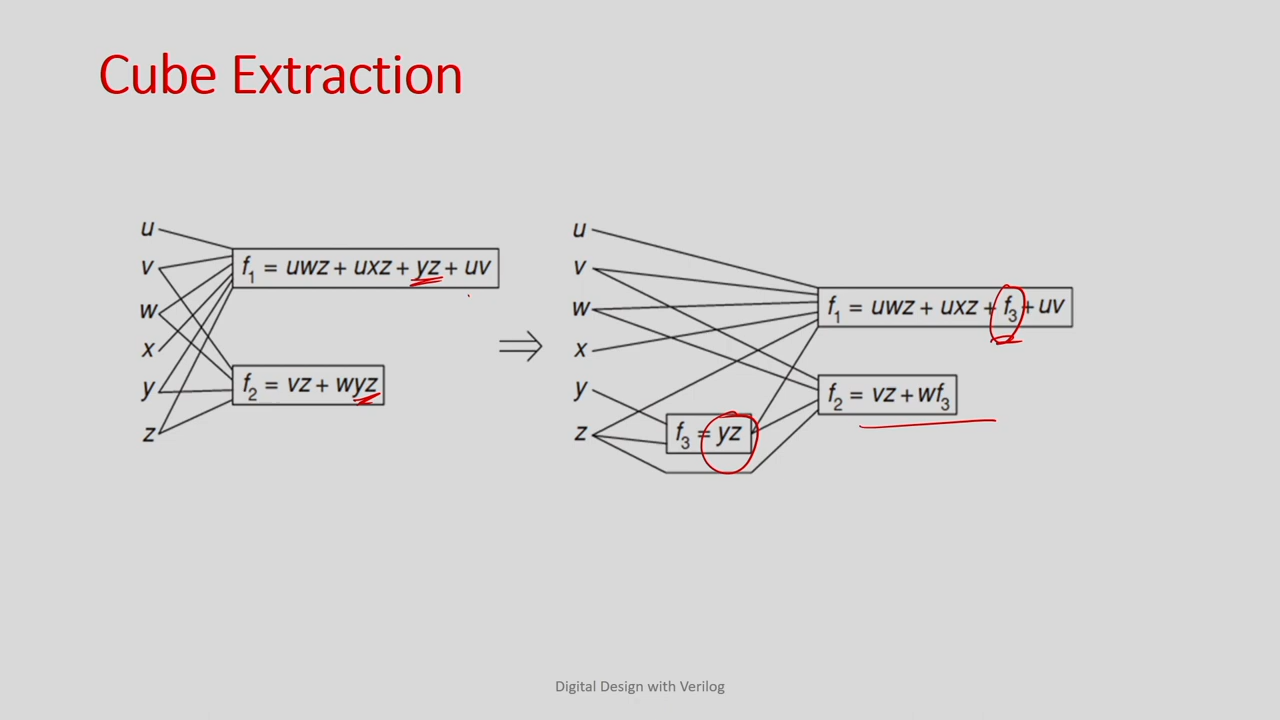 Cube Extraction
u
v
w
x
y
z
f₁ = uwz + uxz + yz + uv
f₂ = vz + wyz
⇒
u
v
w
x
y
z
f₁ = uwz + uxz + f₃ + uv
f₂ = vz + wf₃
f₃ = yz
Digital Design with Verilog